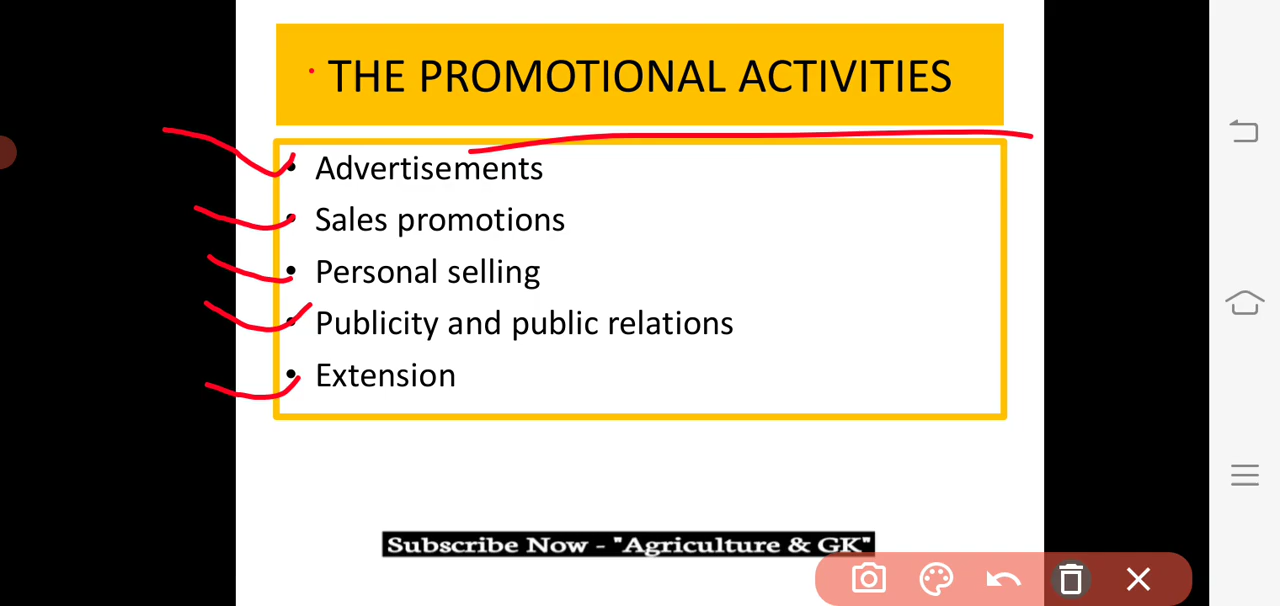 THE PROMOTIONAL ACTIVITIES
• Advertisements
• Sales promotions
• Personal selling
• Publicity and public relations
• Extension
Subscribe Now - "Agriculture & GK"